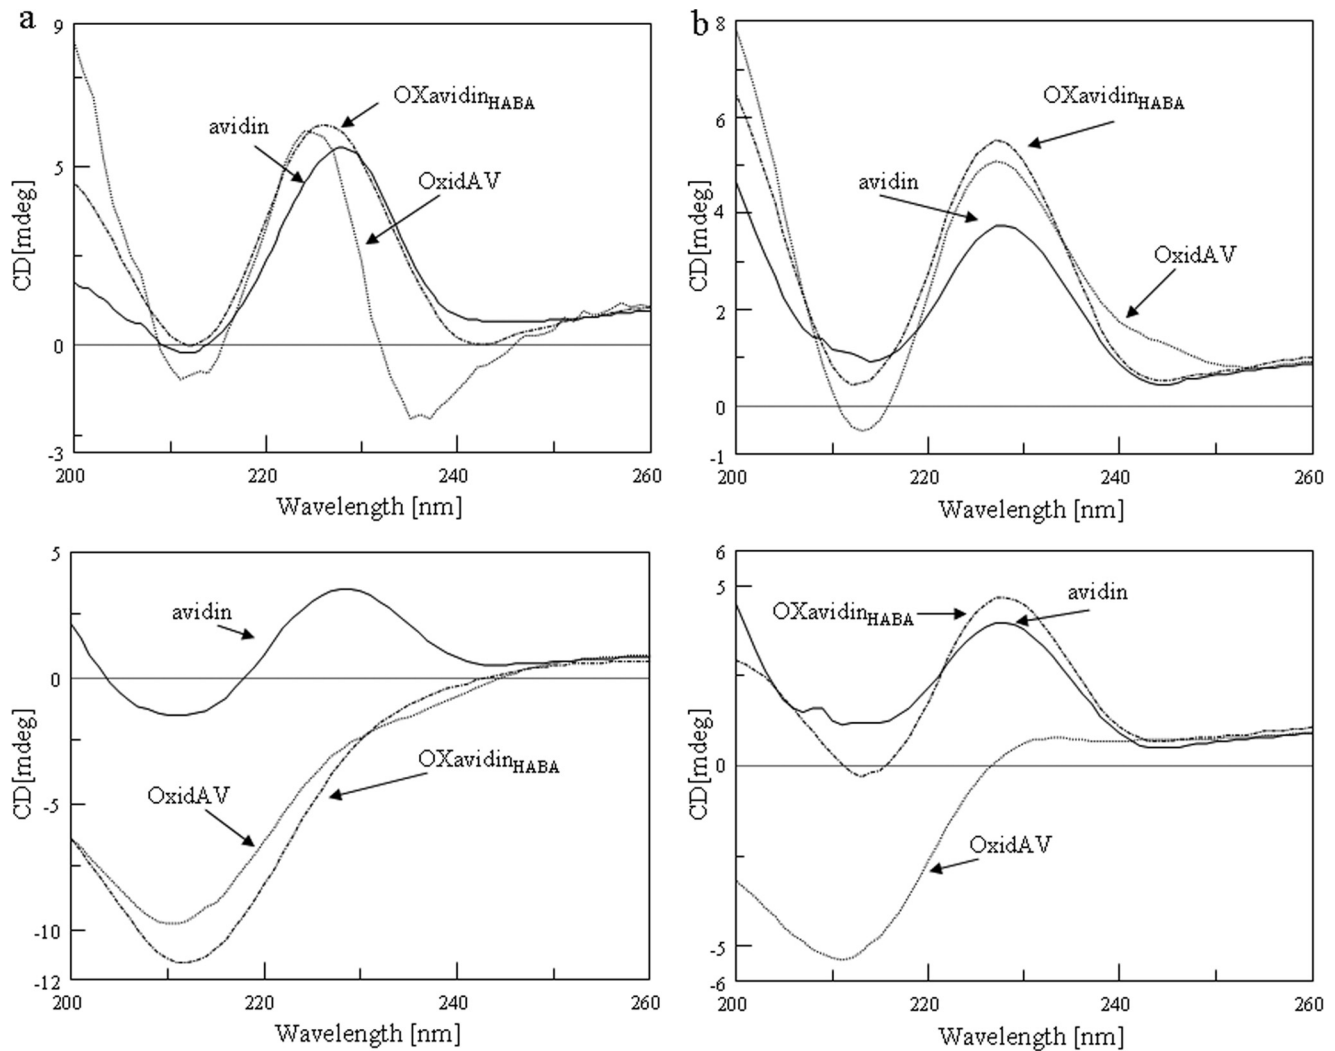 a
9
5
0
-3
CD[mdeg]
OXavidinHABA
avidin
OxidAV
200
220
240
260
Wavelength [nm]
b
8
6
4
2
0
-1
CD[mdeg]
OXavidinHABA
avidin
OxidAV
200
220
240
260
Wavelength [nm]
5
0
-5
-10
-12
CD[mdeg]
avidin
OxidAV
OXavidinHABA
200
220
240
260
Wavelength [nm]
6
5
0
-5
-6
CD[mdeg]
OXavidinHABA
avidin
OxidAV
200
220
240
260
Wavelength [nm]